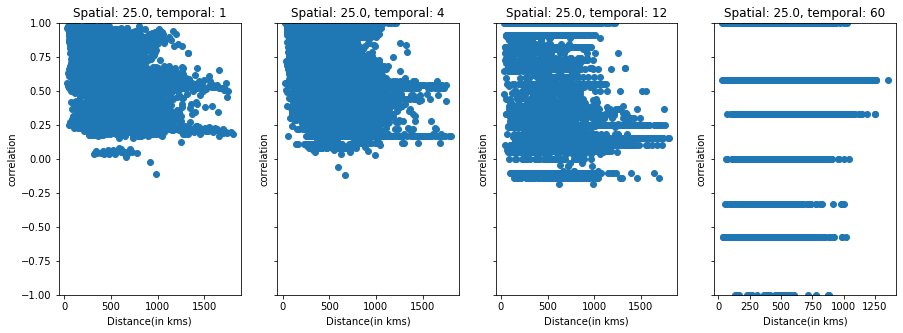 Spatial: 25.0, temporal: 1
Spatial: 25.0, temporal: 4
Spatial: 25.0, temporal: 12
Spatial: 25.0, temporal: 60
1.00
0.75
0.50
0.25
0.00
−0.25
−0.50
−0.75
−1.00
correlation
correlation
correlation
correlation
0 500 1000 1500
0 500 1000 1500
0 500 1000 1500
0 250 500 750 1000 1250
Distance(in kms)
Distance(in kms)
Distance(in kms)
Distance(in kms)